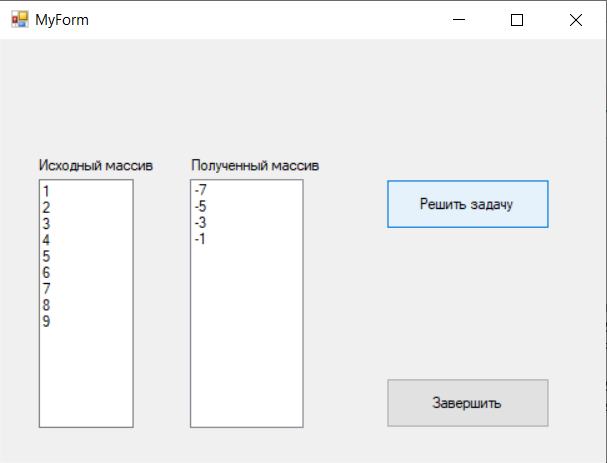 MyForm
Исходный массив
1
2
3
4
5
6
7
8
9
Полученный массив
-7
-5
-3
-1
Решить задачу
Завершить